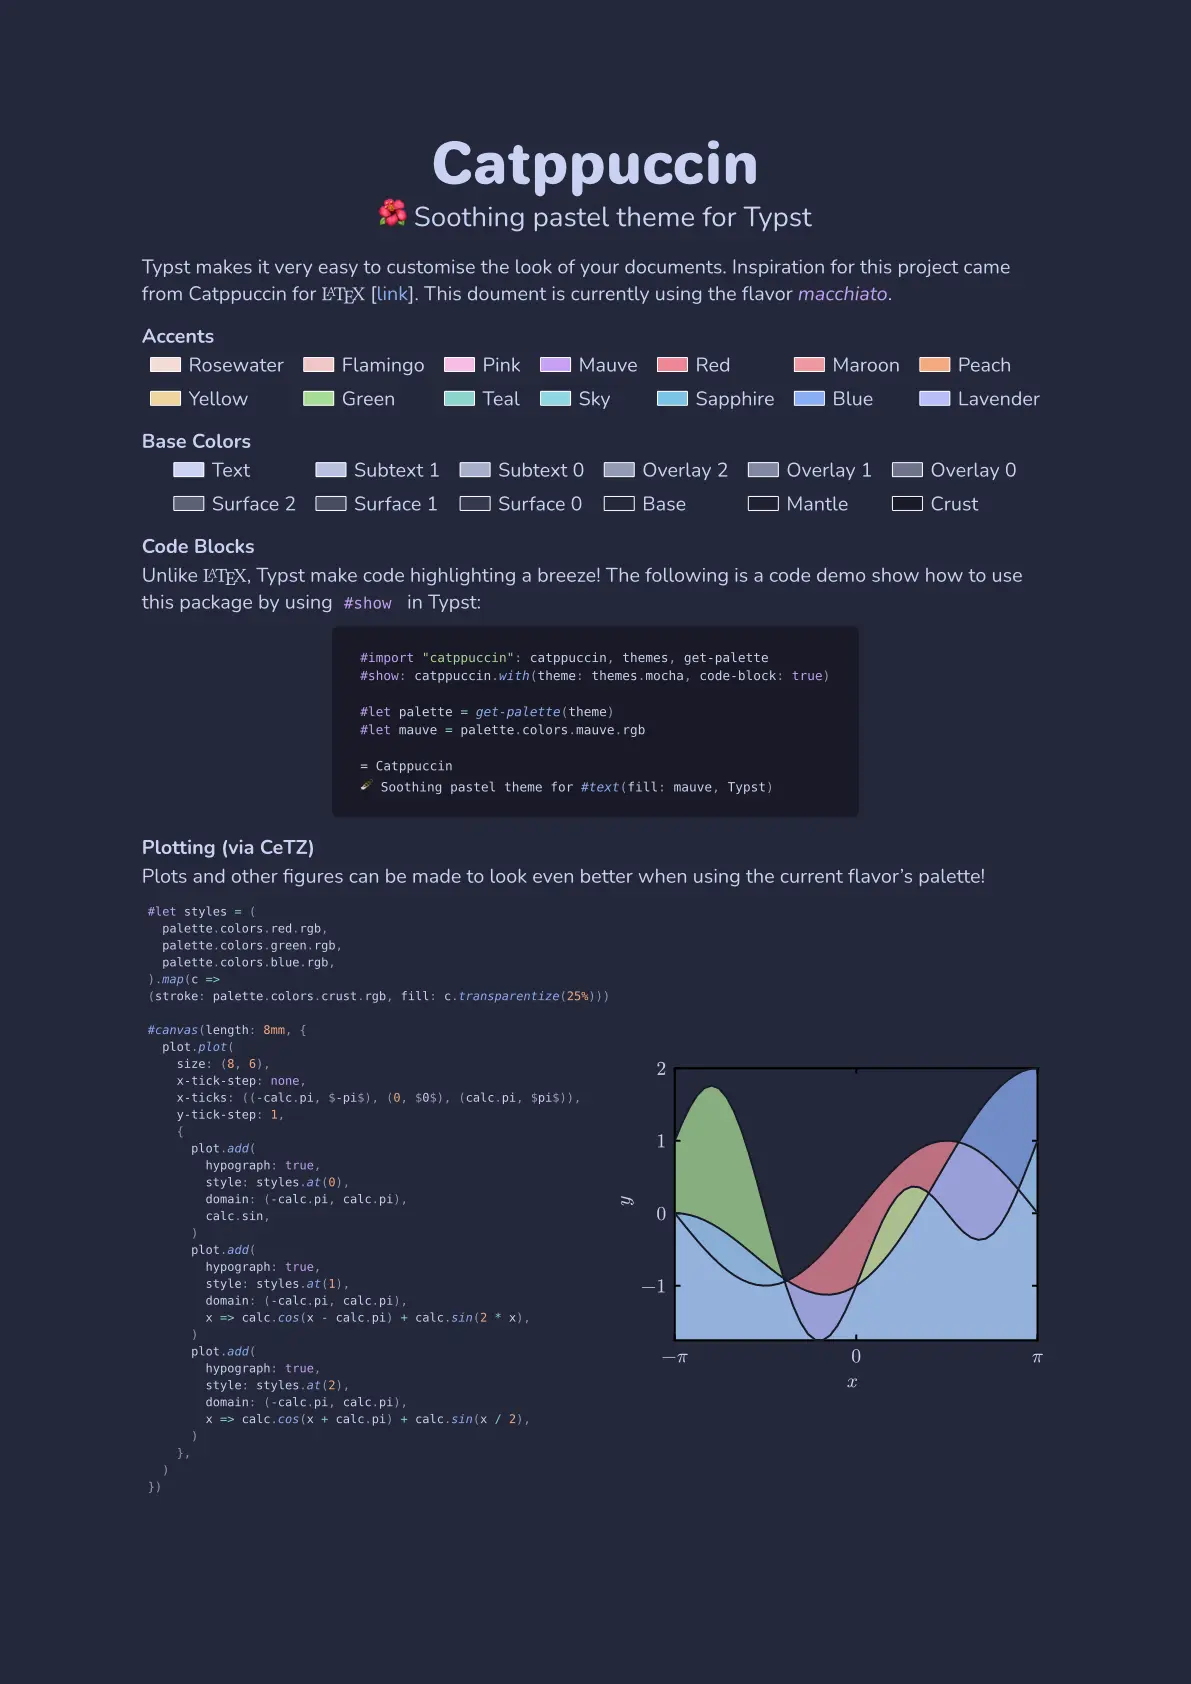 Catppuccin
🌺 Soothing pastel theme for Typst
Typst makes it very easy to customise the look of your documents. Inspiration for this project came
from Catppuccin for LATEX [link]. This doument is currently using the flavor macchiato.
Accents
Rosewater Flamingo Pink Mauve Red Maroon Peach
Yellow Green Teal Sky Sapphire Blue Lavender
Base Colors
Text Subtext 1 Subtext 0 Overlay 2 Overlay 1 Overlay 0
Surface 2 Surface 1 Surface 0 Base Mantle Crust
Code Blocks
Unlike LATEX, Typst make code highlighting a breeze! The following is a code demo show how to use
this package by using #show in Typst:
#import "catppuccin": catppuccin, themes, get-palette
#show: catppuccin.with(theme: themes.mocha, code-block: true)
#let palette = get-palette(theme)
#let mauve = palette.colors.mauve.rgb
= Catppuccin
🌿 Soothing pastel theme for #text(fill: mauve, Typst)
Plotting (via CeTZ)
Plots and other figures can be made to look even better when using the current flavor’s palette!
#let styles = (
  palette.colors.red.rgb,
  palette.colors.green.rgb,
  palette.colors.blue.rgb,
).map(c =>
(stroke: palette.colors.crust.rgb, fill: c.transparentize(25%)))
#canvas(length: 8mm, {
  plot.plot(
    size: (8, 6),
    x-tick-step: none,
    x-ticks: ((-calc.pi, $-pi$), (0, $0$), (calc.pi, $pi$)),
    y-tick-step: 1,
    {
      plot.add(
        hypograph: true,
        style: styles.at(0),
        domain: (-calc.pi, calc.pi),
        calc.sin,
      )
      plot.add(
        hypograph: true,
        style: styles.at(1),
        domain: (-calc.pi, calc.pi),
        x => calc.cos(x - calc.pi) + calc.sin(2 * x),
      )
      plot.add(
        hypograph: true,
        style: styles.at(2),
        domain: (-calc.pi, calc.pi),
        x => calc.cos(x + calc.pi) + calc.sin(x / 2),
      )
    },
  )
})
2
1
y
0
−1
−π 0 π
x